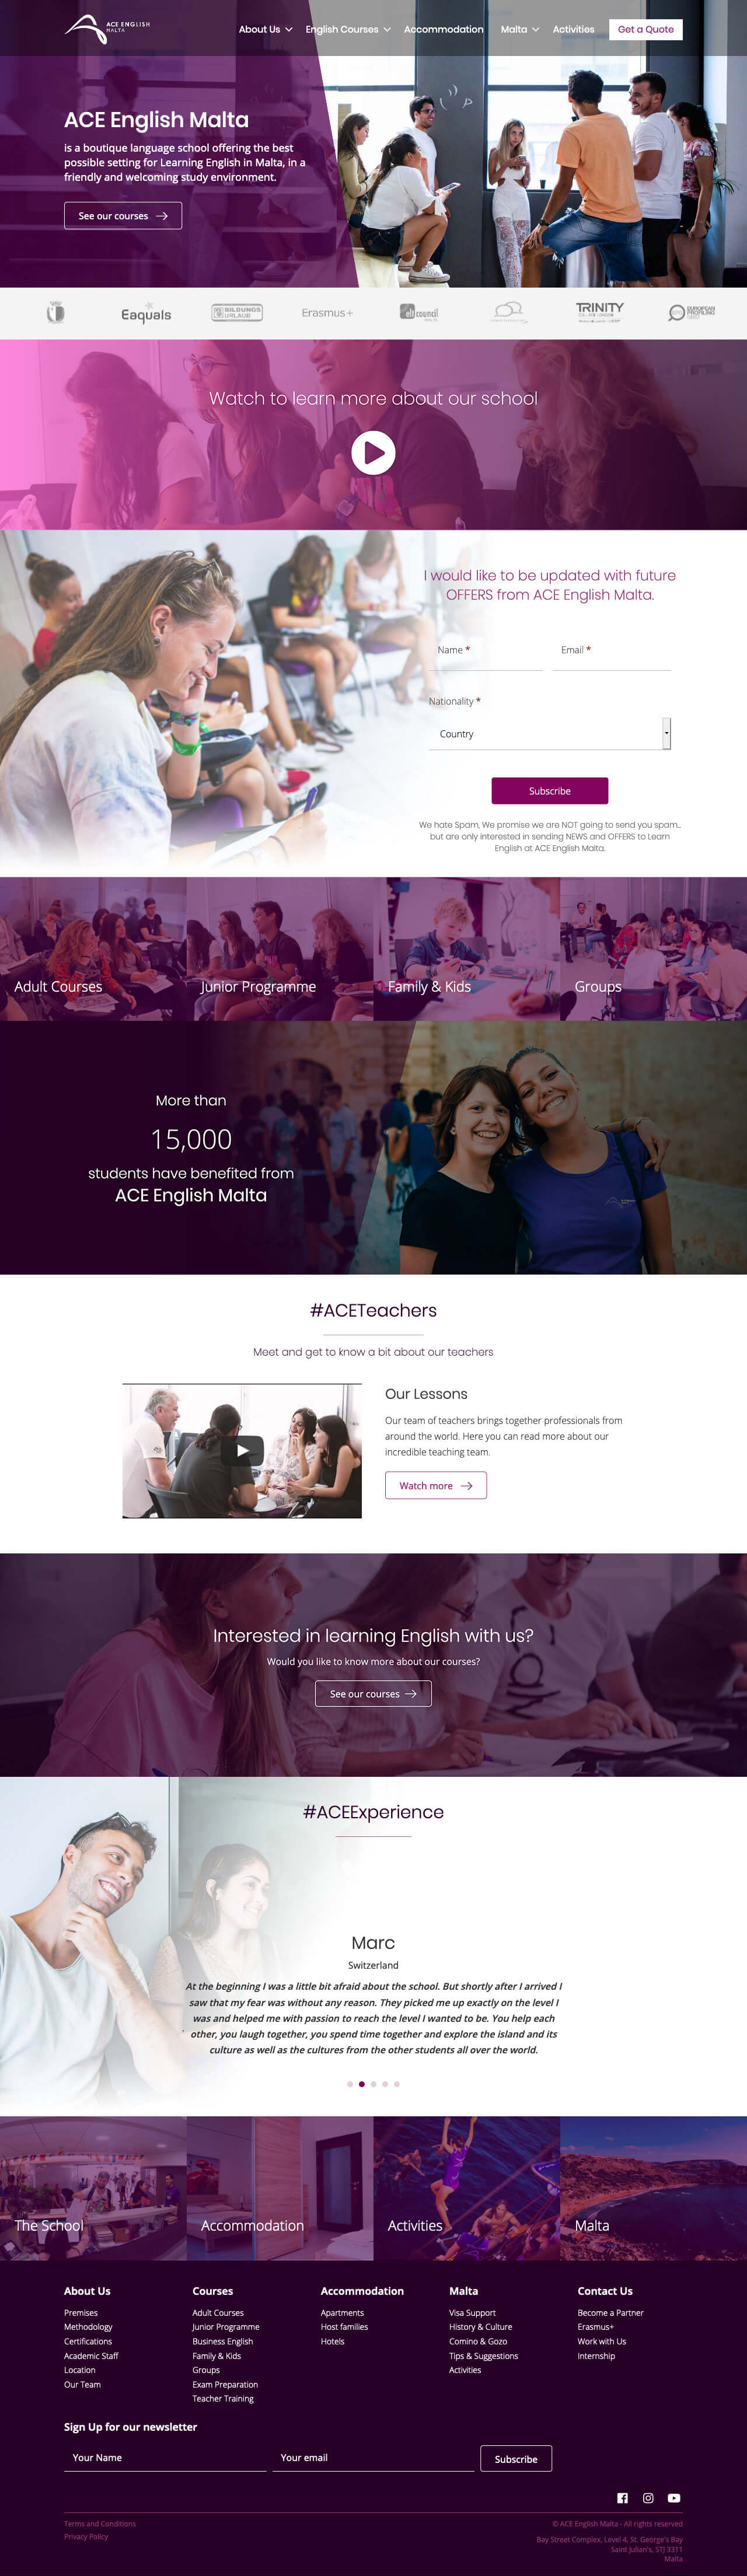 ACE ENGLISH
MALTA
About Us
English Courses
Accommodation
Malta
Activities
Get a Quote
ACE English Malta
is a boutique language school offering the best
possible setting for Learning English in Malta, in a
friendly and welcoming study environment.
See our courses
Eaquals
BILDUNGS
URLAUB
Erasmus+
council
TRINITY
EUROPEAN
PROFILING
Watch to learn more about our school
I would like to be updated with future
OFFERS from ACE English Malta.
Name *
Email *
Nationality *
Country
Subscribe
We hate Spam, We promise we are NOT going to send you spam...
but are only interested in sending NEWS and OFFERS to Learn
English at ACE English Malta.
Adult Courses
Junior Programme
Family & Kids
Groups
More than
15,000
students have benefited from
ACE English Malta
#ACETeachers
Meet and get to know a bit about our teachers
Our Lessons
Our team of teachers brings together professionals from
around the world. Here you can read more about our
incredible teaching team.
Watch more
Interested in learning English with us?
Would you like to know more about our courses?
See our courses
#ACEExperience
Marc
Switzerland
At the beginning I was a little bit afraid about the school. But shortly after I arrived I
saw that my fear was without any reason. They picked me up exactly on the level I
was and helped me with passion to reach the level I wanted to be. You help each
other, you laugh together, you spend time together and explore the island and its
culture as well as the cultures from the other students all over the world.
The School
Accommodation
Activities
Malta
About Us
Premises
Methodology
Certifications
Academic Staff
Location
Our Team
Courses
Adult Courses
Junior Programme
Business English
Family & Kids
Groups
Exam Preparation
Teacher Training
Accommodation
Apartments
Host families
Hotels
Malta
Visa Support
History & Culture
Comino & Gozo
Tips & Suggestions
Activities
Contact Us
Become a Partner
Erasmus+
Work with Us
Internship
Sign Up for our newsletter
Your Name
Your email
Subscribe
Terms and Conditions
Privacy Policy
© ACE English Malta - All rights reserved
Bay Street Complex, Level 4, St. George's Bay
Saint Julian's, STJ 3311
Malta